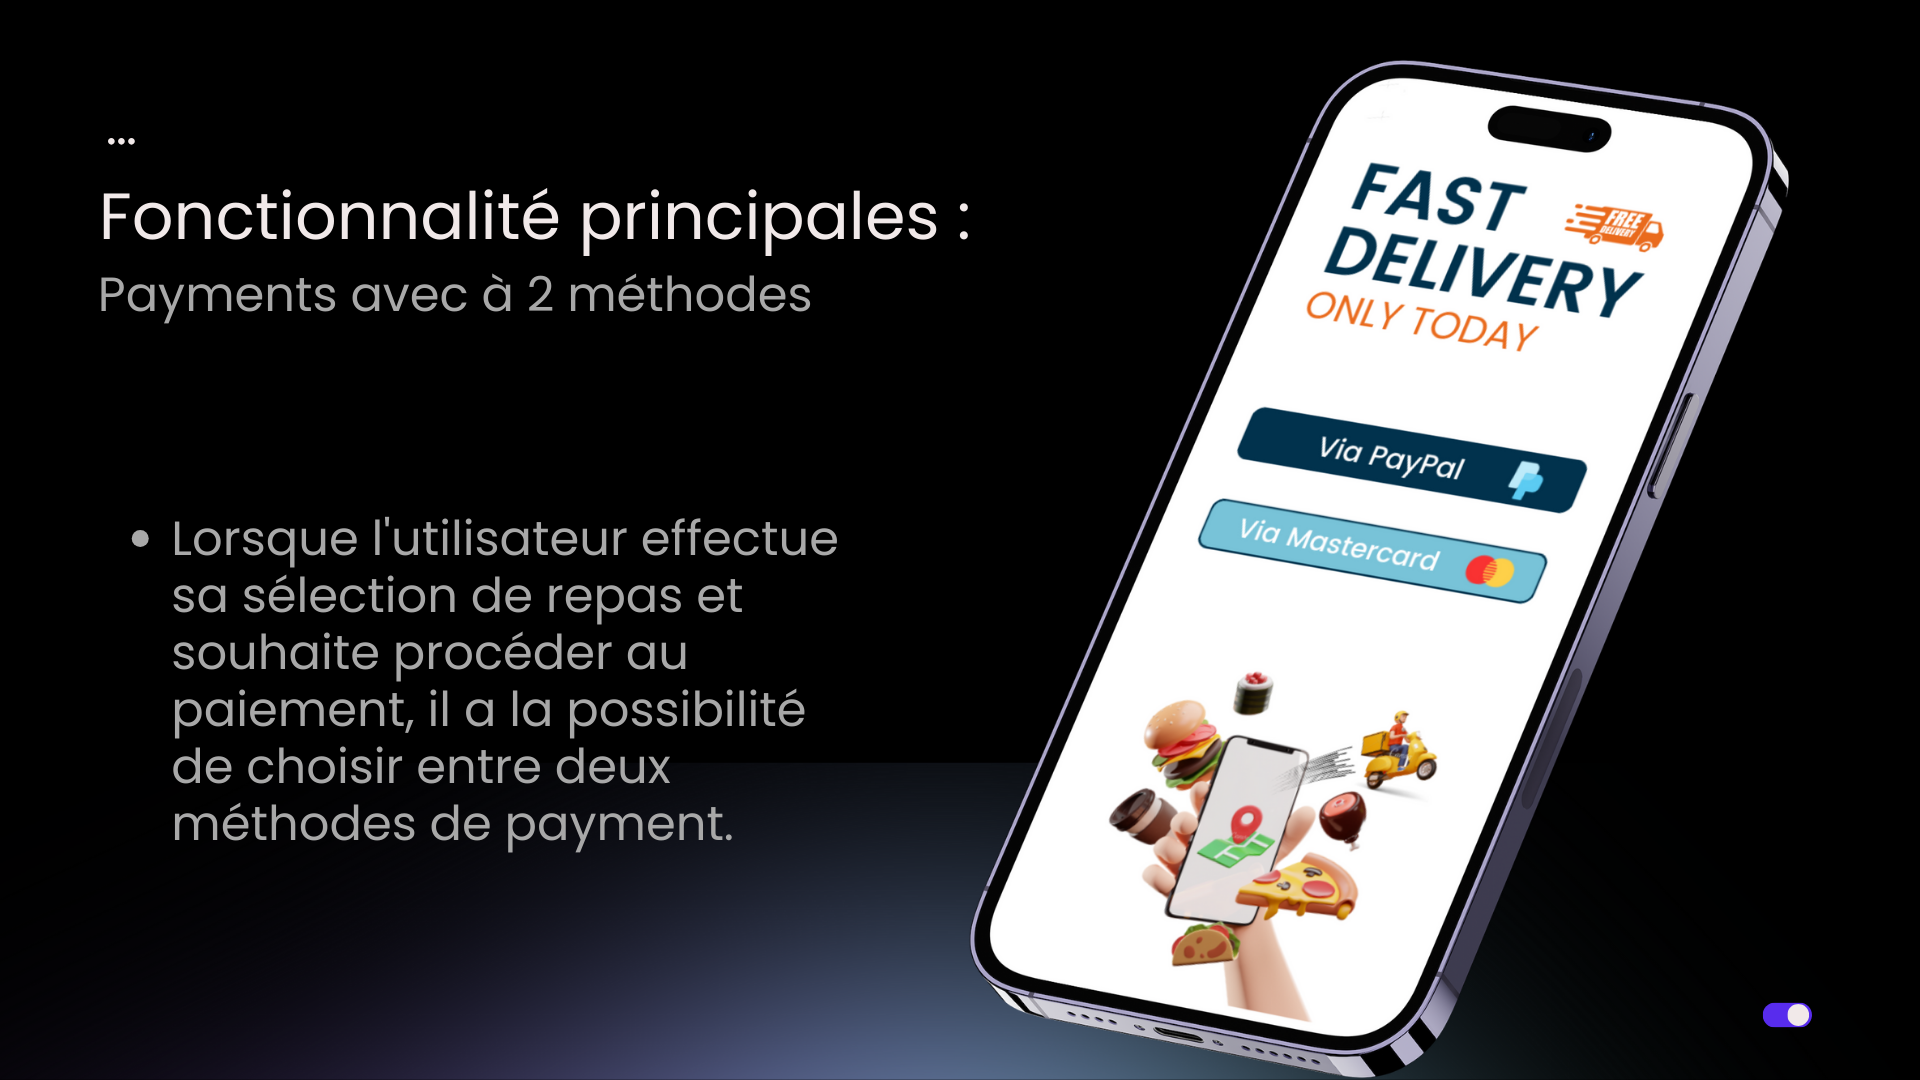 ...
Fonctionnalité principales :
Payments avec à 2 méthodes
Lorsque l'utilisateur effectue
sa sélection de repas et
souhaite procéder au
paiement, il a la possibilité
de choisir entre deux
méthodes de payment.
FAST
FREE
DELIVERY
DELIVERY
ONLY TODAY
Via PayPal
Via Mastercard